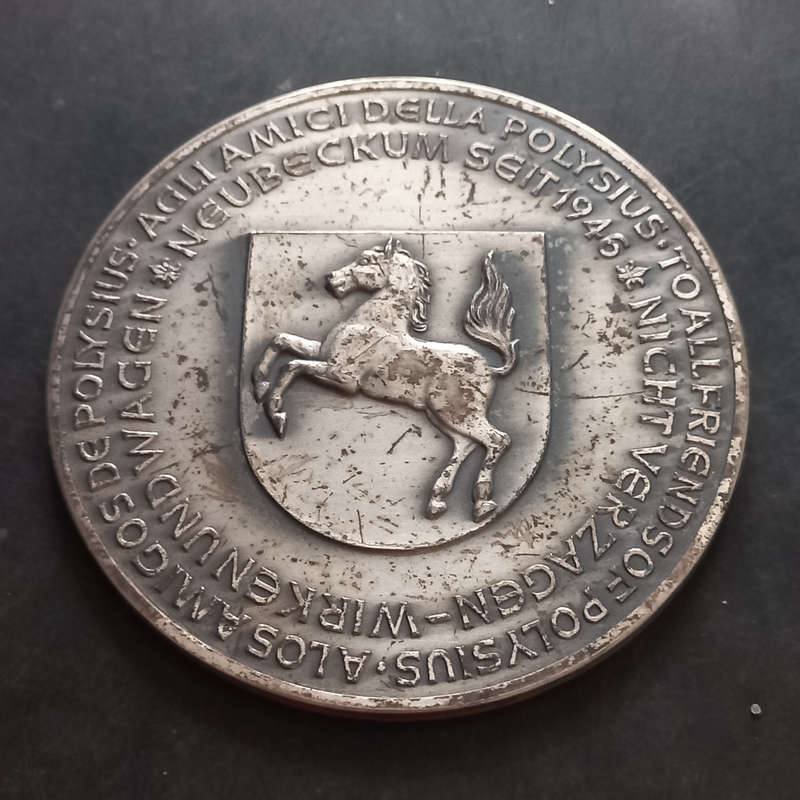 AGLI AMICI DELLA POLYSIUS · TO ALL FRIENDS OF POLYSIUS · A LOS AMIGOS DE POLYSIUS ·
NEUBECKUM SEIT 1946 NICHT VERZAGEN – WIRKEN UND WAGEN